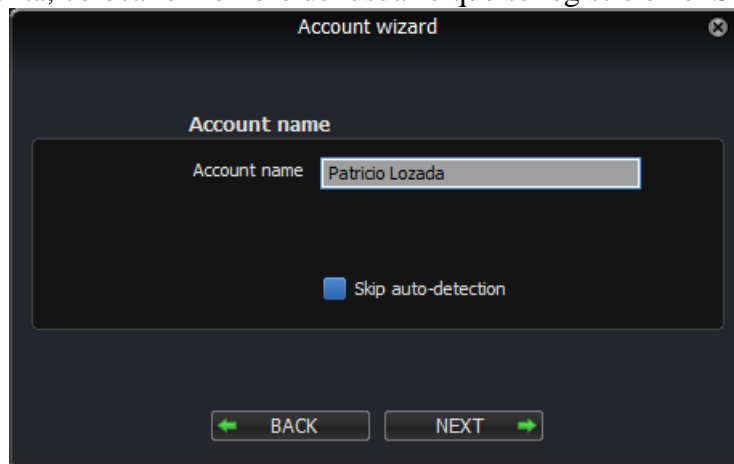 Account wizard
Account name
Account name Patricio Lozada
Skip auto-detection
BACK NEXT